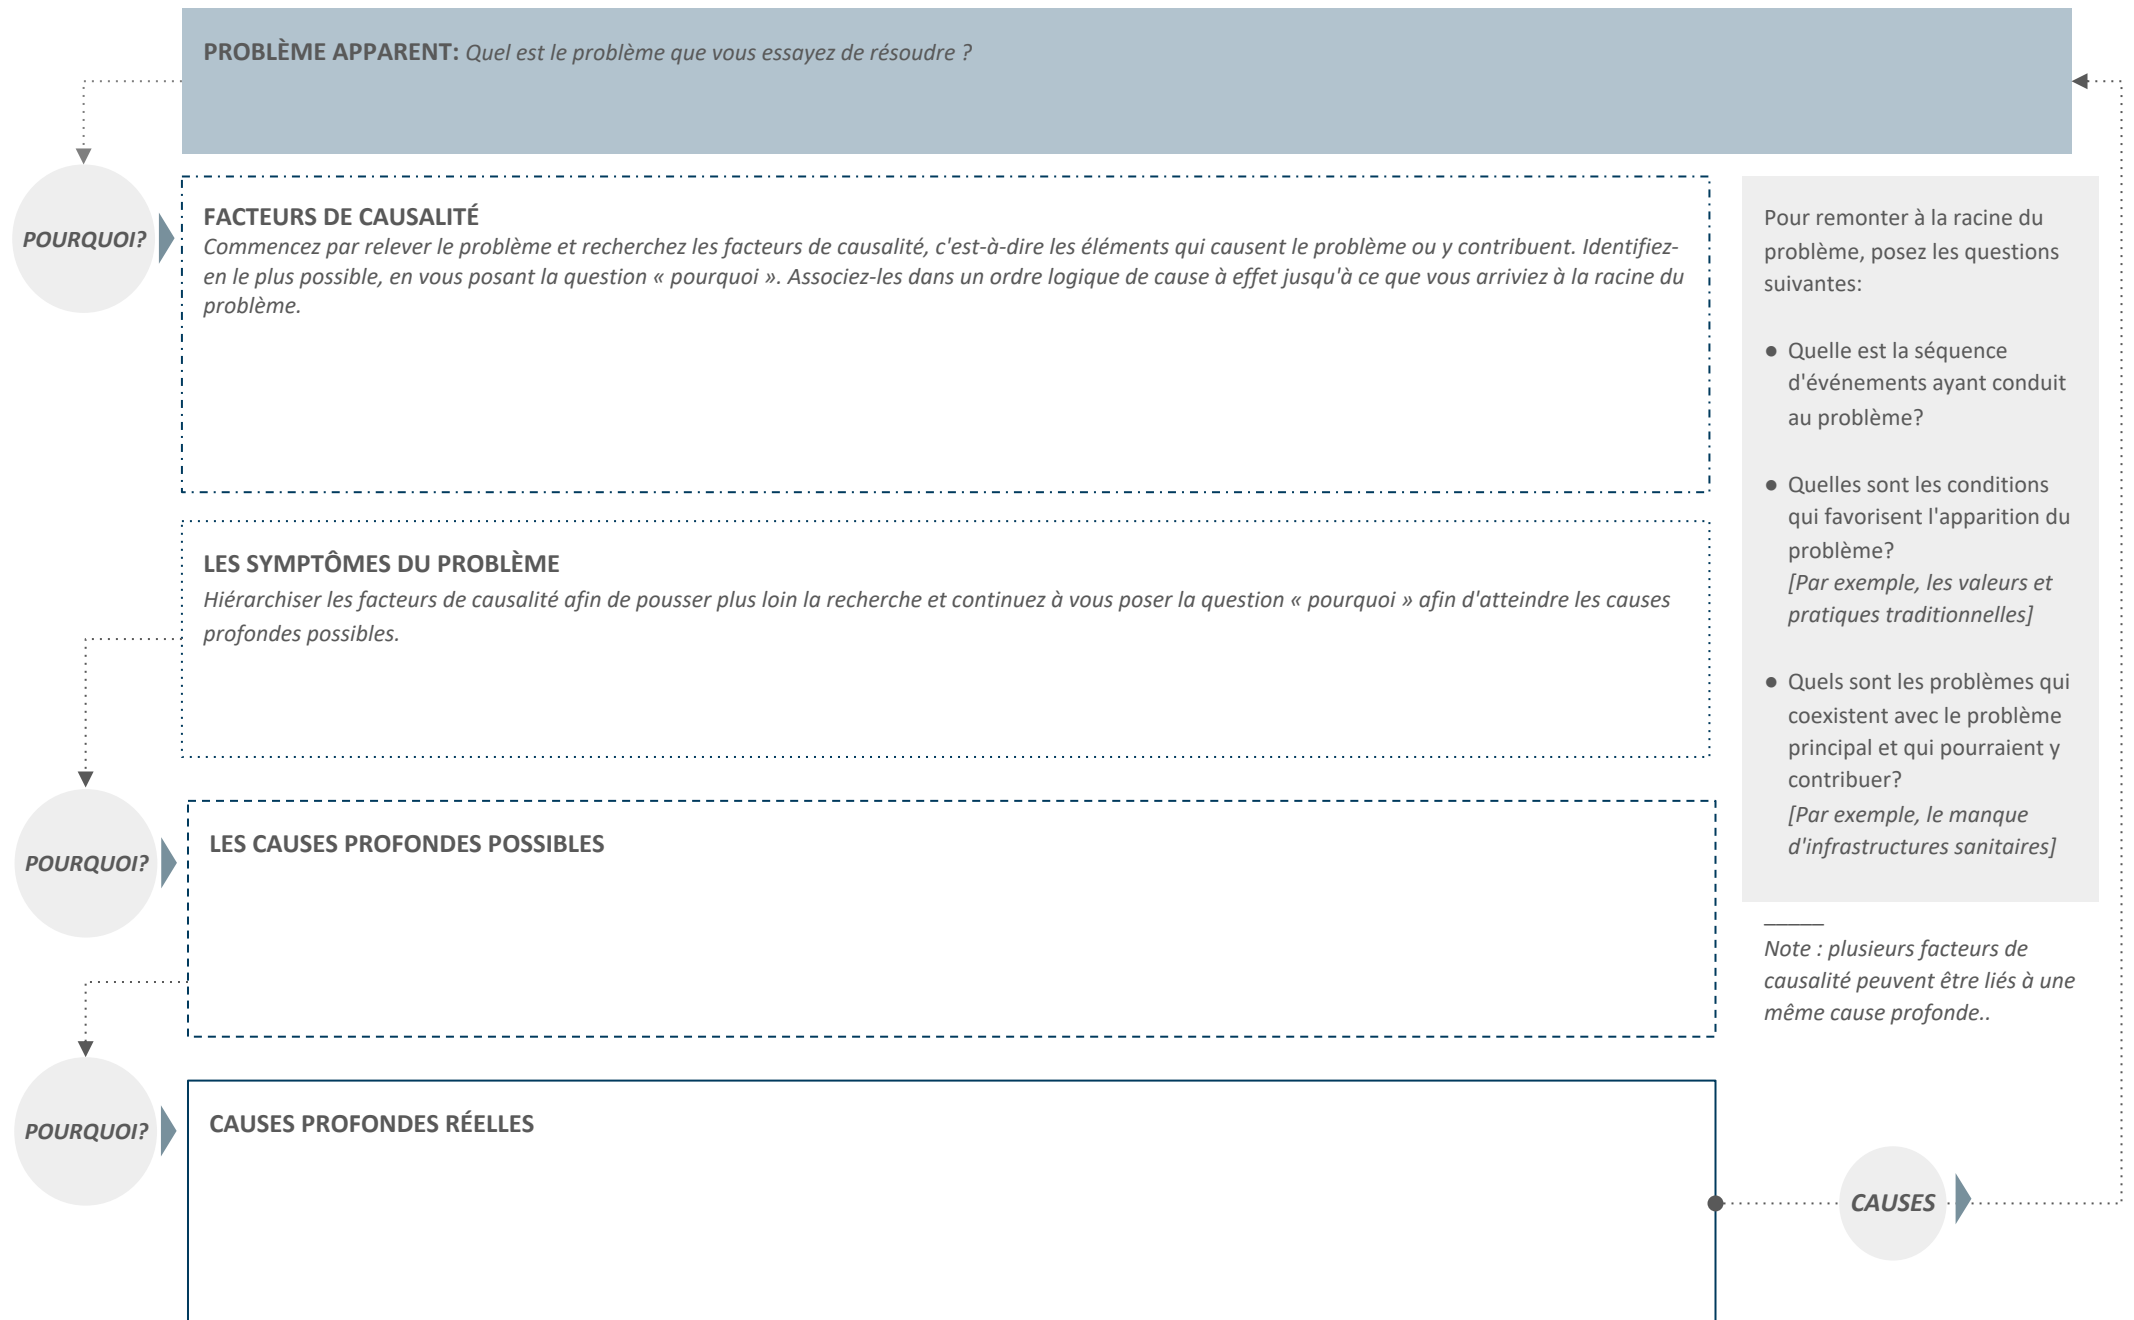 PROBLÈME APPARENT: Quel est le problème que vous essayez de résoudre ?
POURQUOI?
FACTEURS DE CAUSALITÉ
Commencez par relever le problème et recherchez les facteurs de causalité, c'est-à-dire les éléments qui causent le problème ou y contribuent. Identifiez-
en le plus possible, en vous posant la question « pourquoi ». Associez-les dans un ordre logique de cause à effet jusqu'à ce que vous arriviez à la racine du
problème.
LES SYMPTÔMES DU PROBLÈME
Hiérarchiser les facteurs de causalité afin de pousser plus loin la recherche et continuez à vous poser la question « pourquoi » afin d'atteindre les causes
profondes possibles.
POURQUOI?
LES CAUSES PROFONDES POSSIBLES
POURQUOI?
CAUSES PROFONDES RÉELLES
Pour remonter à la racine du
problème, posez les questions
suivantes:
● Quelle est la séquence
d'événements ayant conduit
au problème?
● Quelles sont les conditions
qui favorisent l'apparition du
problème?
[Par exemple, les valeurs et
pratiques traditionnelles]
● Quels sont les problèmes qui
coexistent avec le problème
principal et qui pourraient y
contribuer?
[Par exemple, le manque
d'infrastructures sanitaires]
_____
Note : plusieurs facteurs de
causalité peuvent être liés à une
même cause profonde..
CAUSES